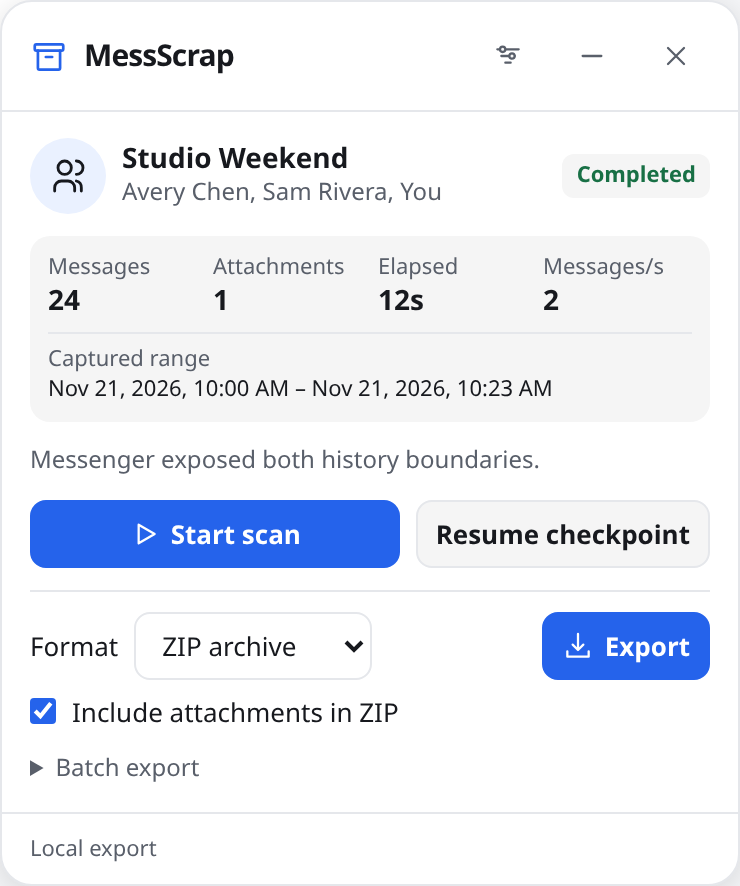 MessScrap
Studio Weekend
Avery Chen, Sam Rivera, You
Completed
Messages Attachments Elapsed Messages/s
24 1 12s 2
Captured range
Nov 21, 2026, 10:00 AM – Nov 21, 2026, 10:23 AM
Messenger exposed both history boundaries.
Start scan Resume checkpoint
Format ZIP archive Export
Include attachments in ZIP
Batch export
Local export